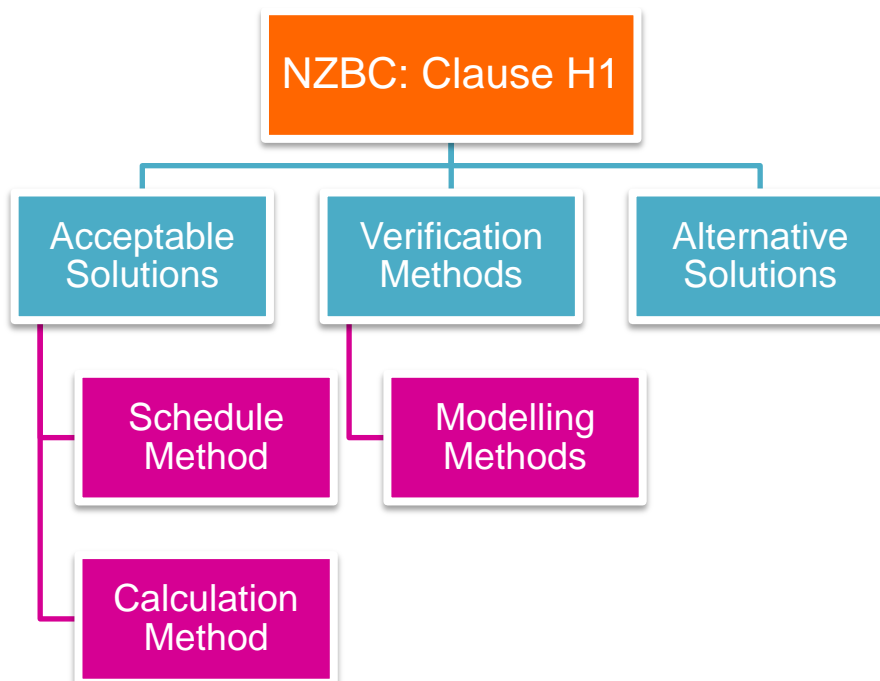 NZBC: Clause H1
Acceptable
Solutions
Verification
Methods
Alternative
Solutions
Schedule
Method
Modelling
Methods
Calculation
Method